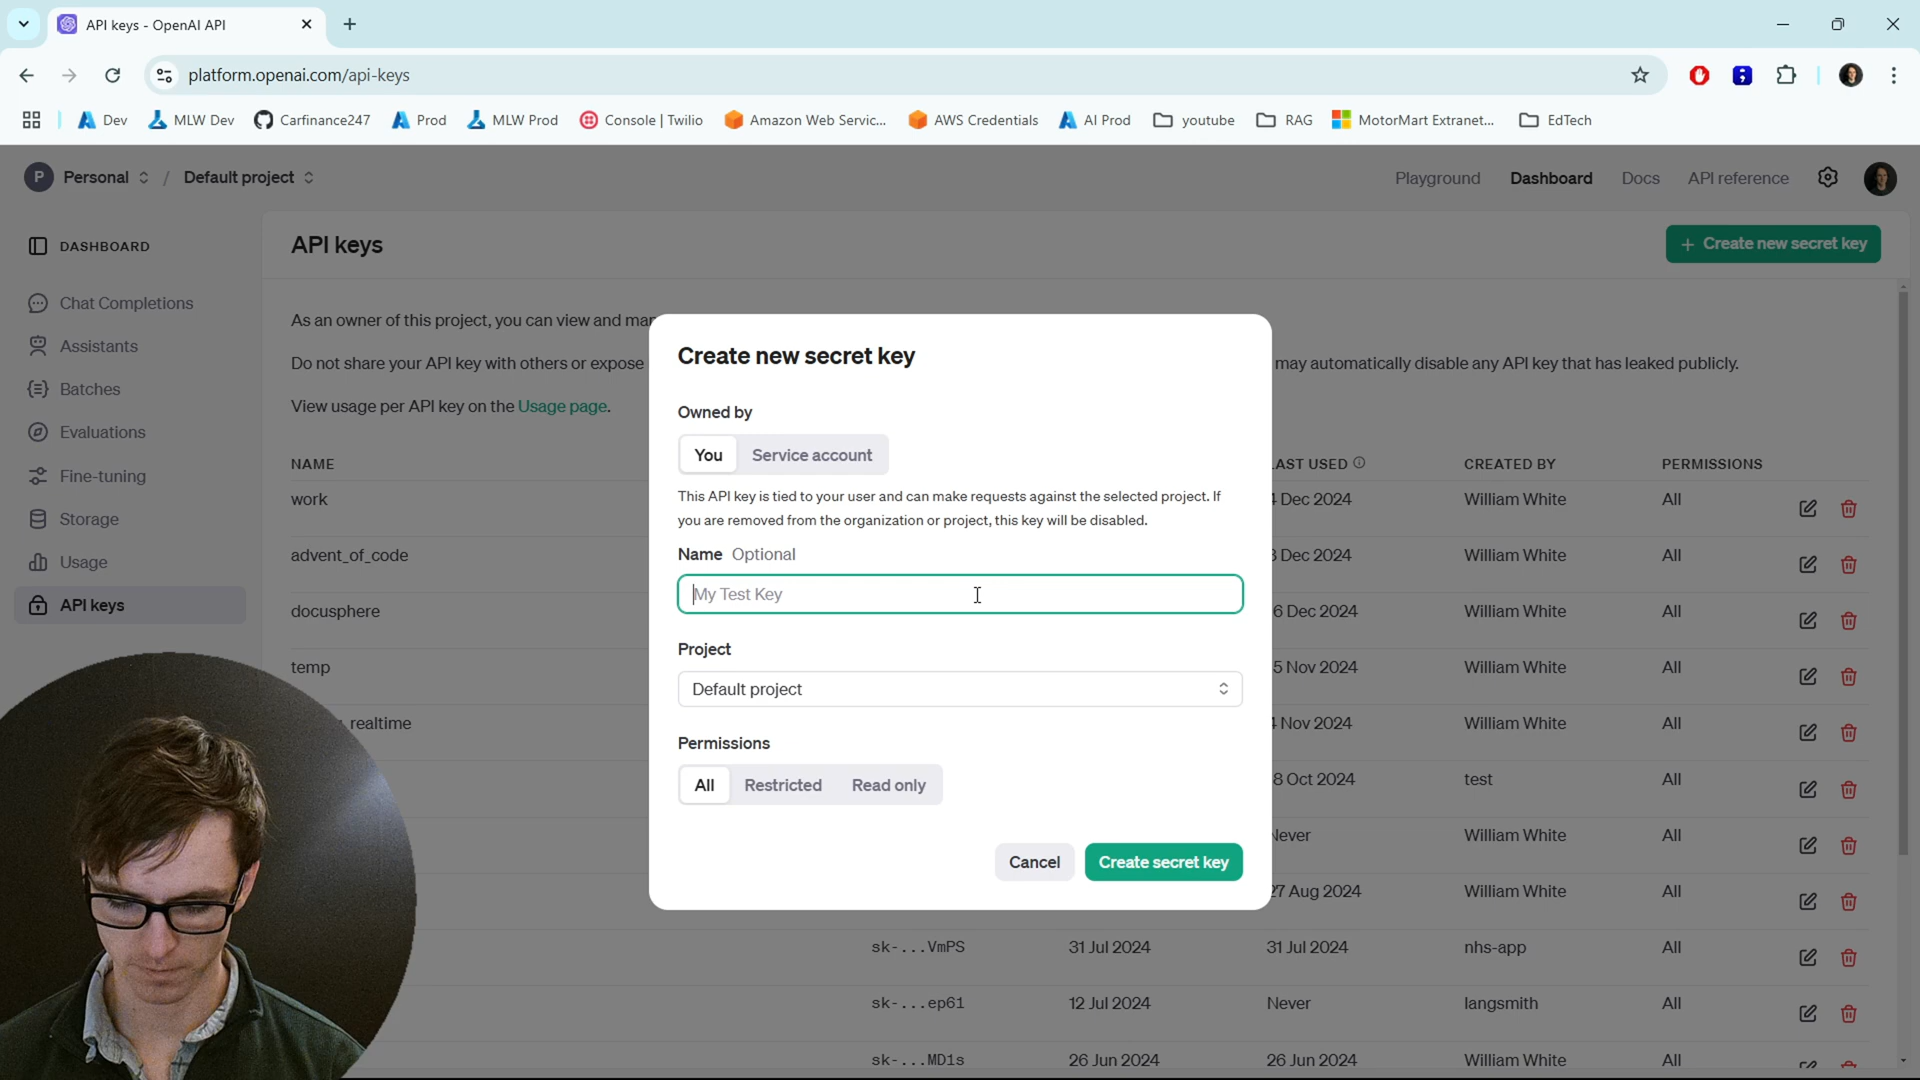 API keys - OpenAI API
platform.openai.com/api-keys
Dev
MLW Dev
Carfinance247
Prod
MLW Prod
Console | Twilio
Amazon Web Servic...
AWS Credentials
AI Prod
youtube
RAG
MotorMart Extranet...
EdTech
P
Personal / Default project
Playground
Dashboard
Docs
API reference
DASHBOARD
Chat Completions
Assistants
Batches
Evaluations
Fine-tuning
Storage
Usage
API keys
API keys
+ Create new secret key
As an owner of this project, you can view and
Do not share your API key with others or expose
may automatically disable any API key that has leaked publicly.
View usage per API key on the Usage page.
NAME
LAST USED
CREATED BY
PERMISSIONS
work
Dec 2024
William White
All
advent_of_code
Dec 2024
William White
All
docusphere
6 Dec 2024
William White
All
temp
5 Nov 2024
William White
All
realtime
Nov 2024
William White
All
8 Oct 2024
test
All
Never
William White
All
27 Aug 2024
William White
All
sk-...VmPS
31 Jul 2024
31 Jul 2024
nhs-app
All
sk-...ep61
12 Jul 2024
Never
langsmith
All
sk-...MD1s
26 Jun 2024
26 Jun 2024
William White
All
Create new secret key
Owned by
You
Service account
This API key is tied to your user and can make requests against the selected project. If
you are removed from the organization or project, this key will be disabled.
Name Optional
My Test Key
Project
Default project
Permissions
All
Restricted
Read only
Cancel
Create secret key